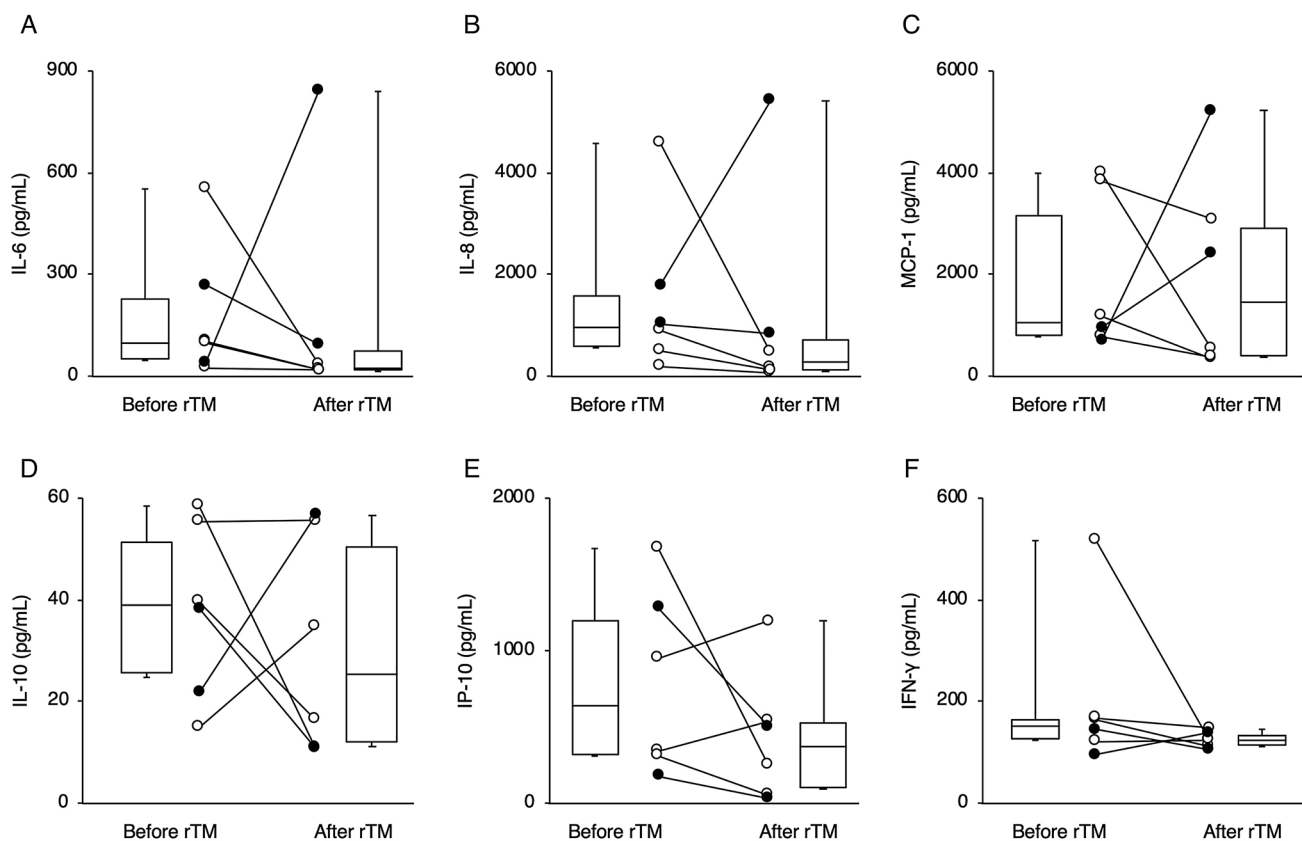 A
B
C
900
600
300
0
IL-6 (pg/mL)
Before rTM
After rTM
6000
4000
2000
0
IL-8 (pg/mL)
Before rTM
After rTM
6000
4000
2000
0
MCP-1 (pg/mL)
Before rTM
After rTM
D
E
F
60
40
20
0
IL-10 (pg/mL)
Before rTM
After rTM
2000
1000
0
IP-10 (pg/mL)
Before rTM
After rTM
600
400
200
0
IFN-γ (pg/mL)
Before rTM
After rTM